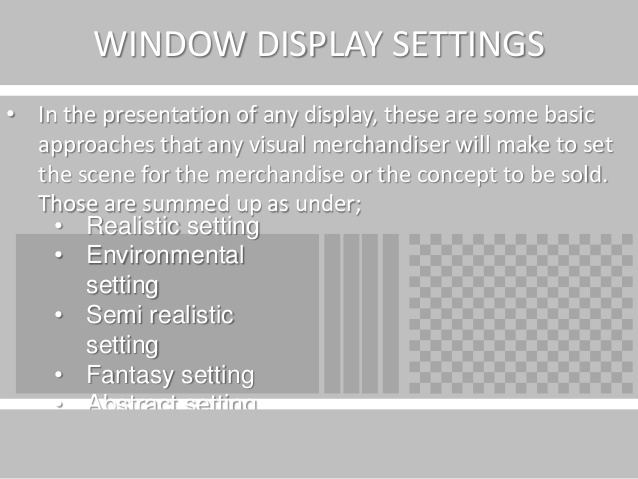 WINDOW DISPLAY SETTINGS
• In the presentation of any display, these are some basic
approaches that any visual merchandiser will make to set
the scene for the merchandise or the concept to be sold.
Those are summed up as under;
• Realistic setting
• Environmental
setting
• Semi realistic
setting
• Fantasy setting
• Abstract setting